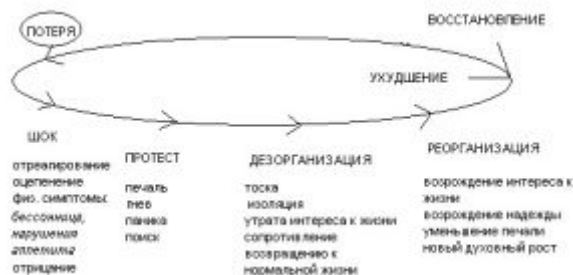 ПОТЕРЯ
ВОССТАНОВЛЕНИЕ
УХУДШЕНИЕ
ШОК
отреагирование
оцепенение
физ. симптомы:
бессонница,
нарушения
аппетита
отрицание
ПРОТЕСТ
печаль
гнев
паника
поиск
ДЕЗОРГАНИЗАЦИЯ
тоска
изоляция
утрата интереса к жизни
сопротивление
возвращению к
нормальной жизни
РЕОРГАНИЗАЦИЯ
возрождение интереса к
жизни
возрождение надежды
уменьшение печали
новый духовный рост